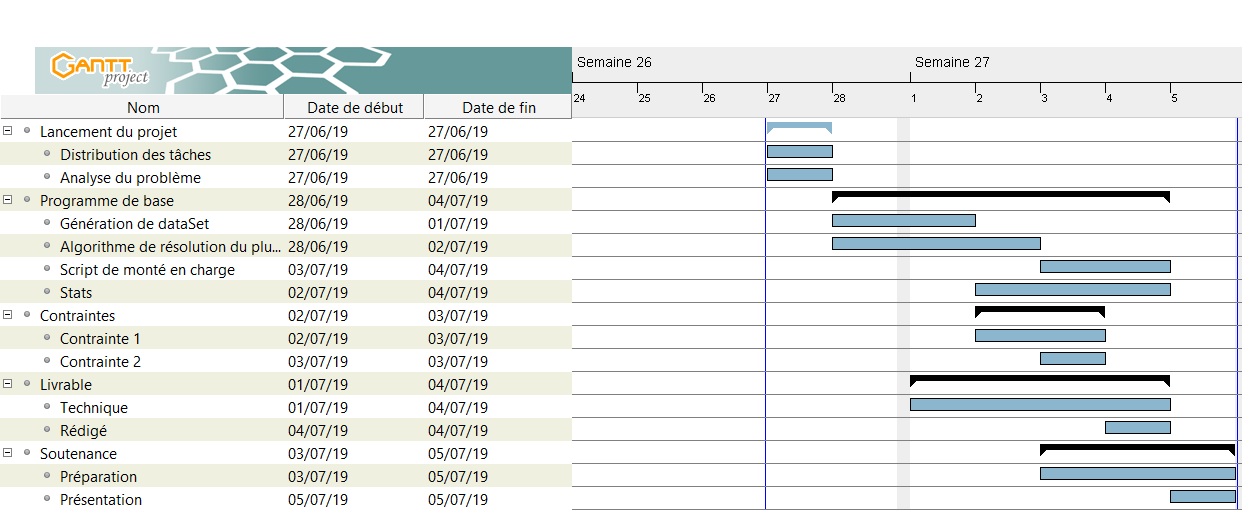 GANTT
project
Semaine 26 Semaine 27
24 25 26 27 28 1 2 3 4 5
Nom Date de début Date de fin
Lancement du projet 27/06/19 27/06/19
Distribution des tâches 27/06/19 27/06/19
Analyse du problème 27/06/19 27/06/19
Programme de base 28/06/19 04/07/19
Génération de dataSet 28/06/19 01/07/19
Algorithme de résolution du plu... 28/06/19 02/07/19
Script de monté en charge 03/07/19 04/07/19
Stats 02/07/19 04/07/19
Contraintes 02/07/19 03/07/19
Contrainte 1 02/07/19 03/07/19
Contrainte 2 03/07/19 03/07/19
Livrable 01/07/19 04/07/19
Technique 01/07/19 04/07/19
Rédigé 04/07/19 04/07/19
Soutenance 03/07/19 05/07/19
Préparation 03/07/19 05/07/19
Présentation 05/07/19 05/07/19